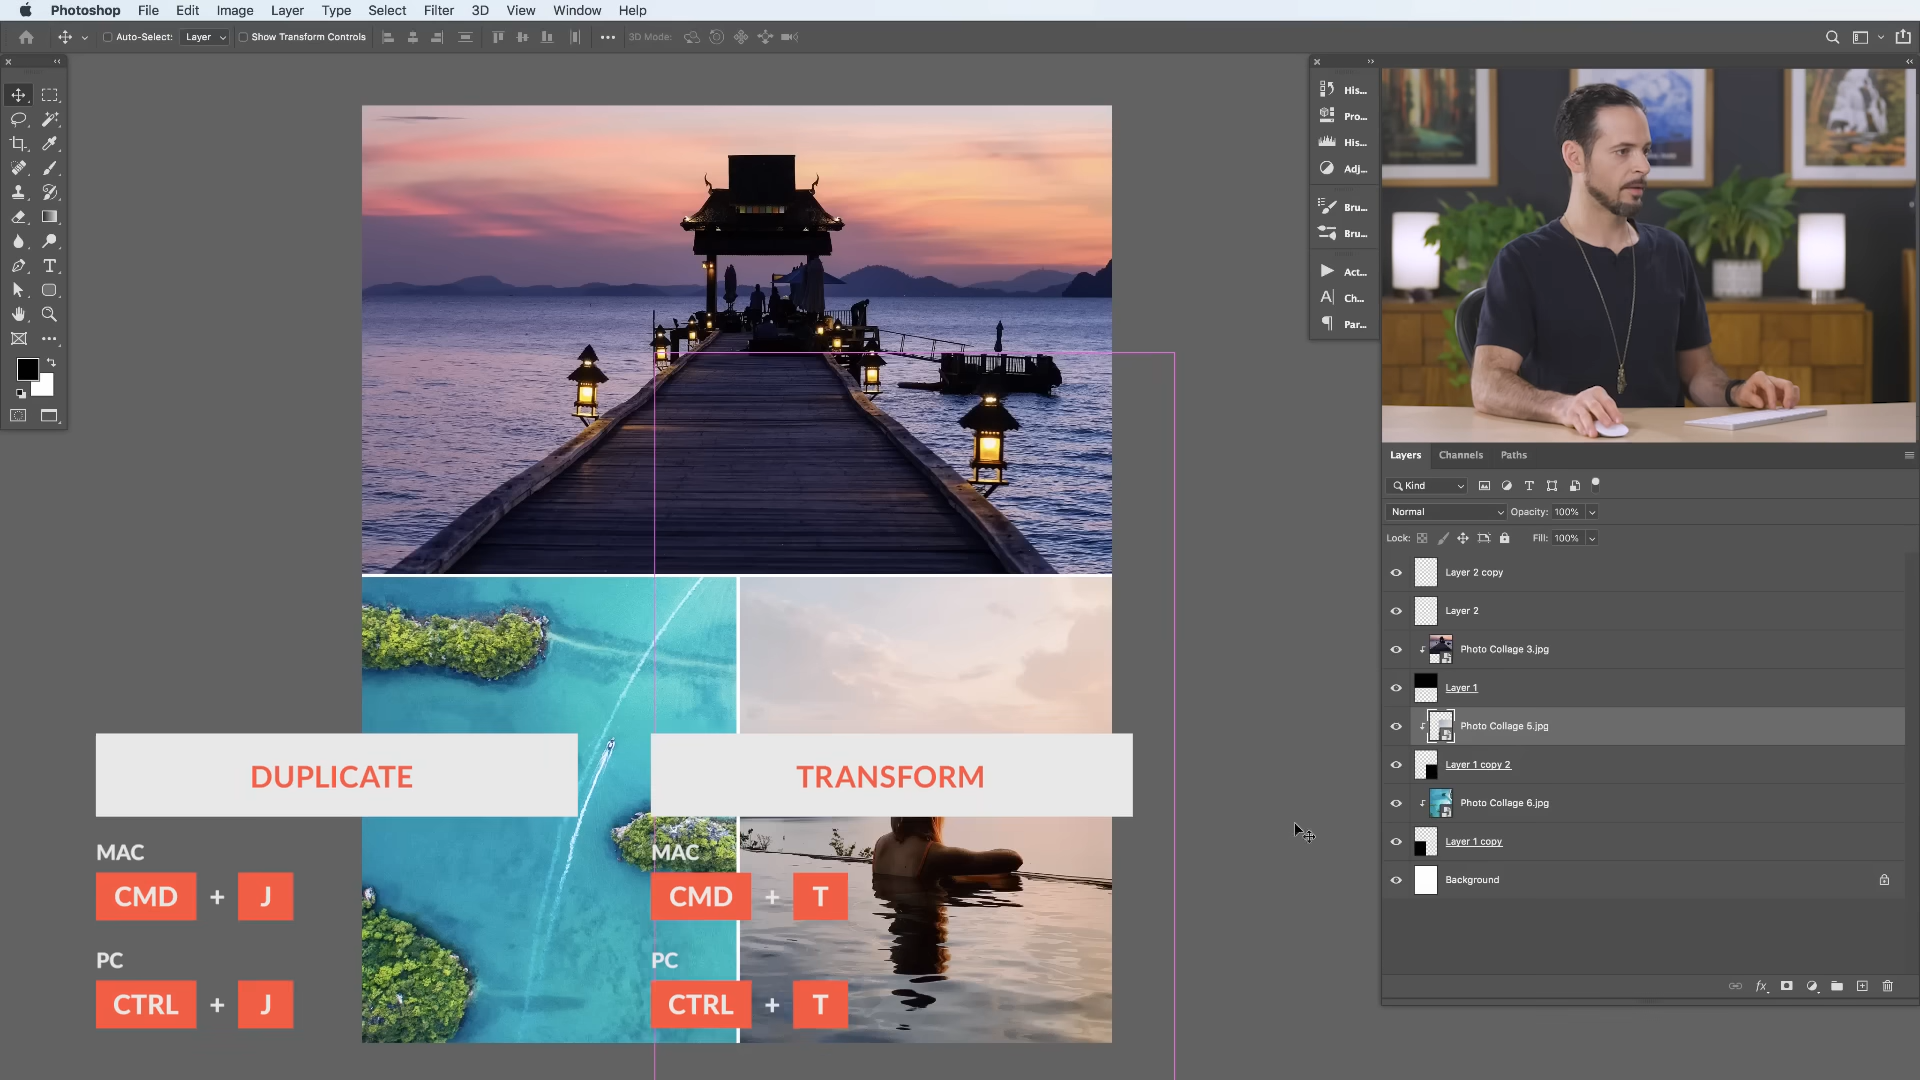 Photoshop File Edit Image Layer Type Select Filter 3D View Window Help
Auto-Select: Layer Show Transform Controls 3D Mode:
His...
Pro...
His...
Adj...
Bru...
Bru...
Act...
Ch...
Par...
Layers Channels Paths
Kind
Normal Opacity: 100%
Lock: Fill: 100%
Layer 2 copy
Layer 2
Photo Collage 3.jpg
Layer 1
Photo Collage 5.jpg
Layer 1 copy 2
Photo Collage 6.jpg
Layer 1 copy
Background
DUPLICATE
MAC
CMD + J
PC
CTRL + J
TRANSFORM
MAC
CMD + T
PC
CTRL + T